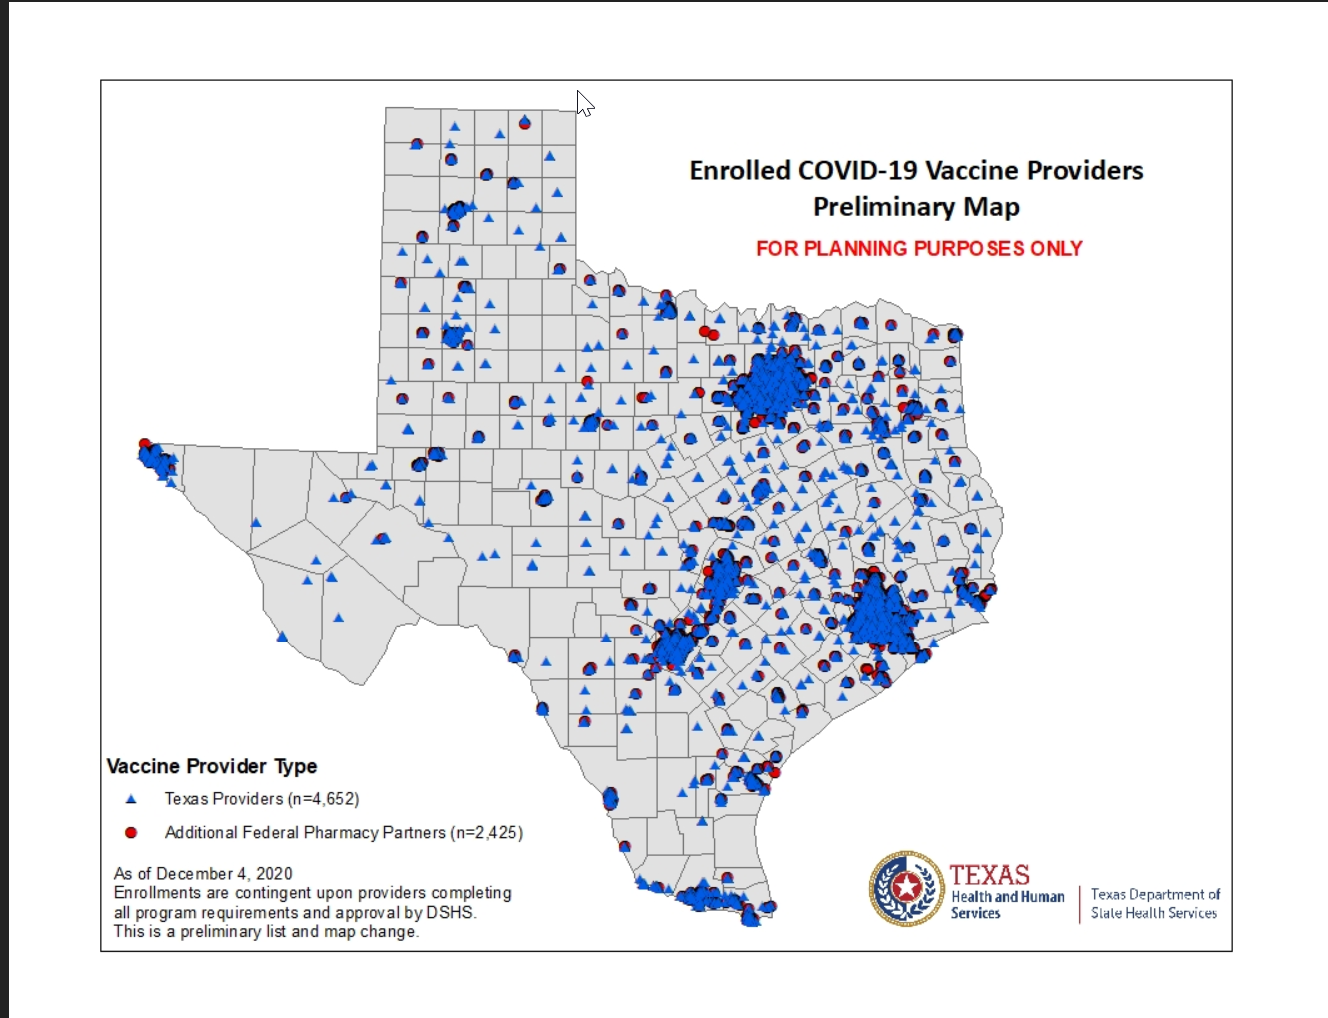 Enrolled COVID-19 Vaccine Providers
Preliminary Map
FOR PLANNING PURPOSES ONLY
Vaccine Provider Type
Texas Providers (n=4,652)
Additional Federal Pharmacy Partners (n=2,425)
As of December 4, 2020
Enrollments are contingent upon providers completing
all program requirements and approval by DSHS.
This is a preliminary list and map change.
TEXAS
Health and Human
Services
Texas Department of
State Health Services